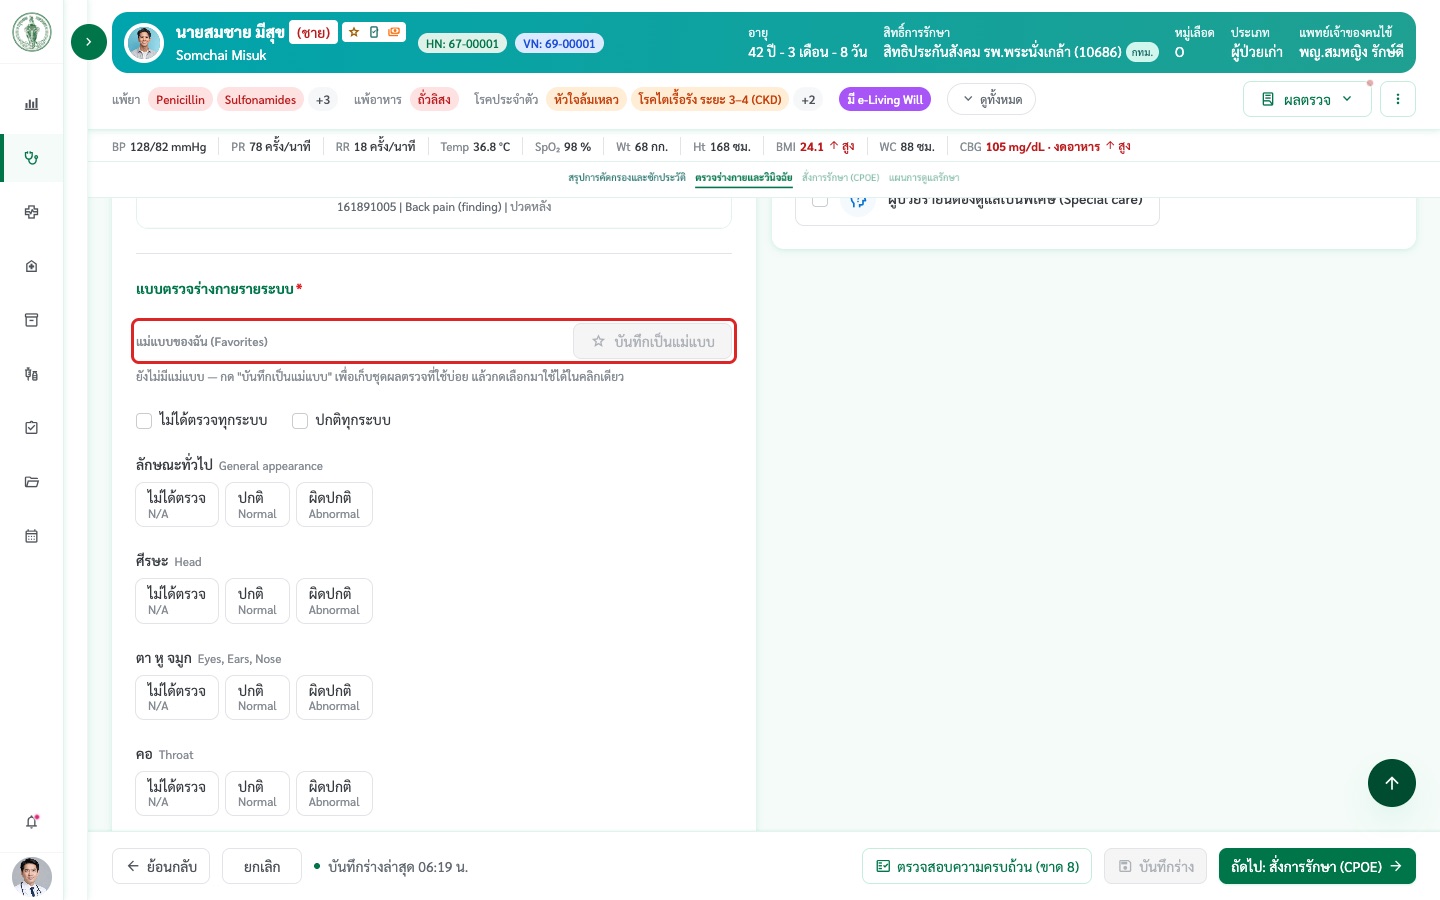 นายสมชาย มีสุข (ชาย)
Somchai Misuk
HN: 67-00001
VN: 69-00001
อายุ
42 ปี - 3 เดือน - 8 วัน
สิทธิ์การรักษา
สิทธิประกันสังคม รพ.พระนั่งเกล้า (10686) กทม.
หมู่เลือด
O
ประเภท
ผู้ป่วยเก่า
แพทย์เจ้าของคนไข้
พญ.สมหญิง รักษ์ดี
แพ้ยา Penicillin Sulfonamides +3 แพ้อาหาร ถั่วลิสง โรคประจำตัว หัวใจล้มเหลว โรคไตเรื้อรัง ระยะ 3–4 (CKD) +2 มี e-Living Will ดูทั้งหมด
ผลตรวจ
BP 128/82 mmHg PR 78 ครั้ง/นาที RR 18 ครั้ง/นาที Temp 36.8 °C SpO₂ 98 % Wt 68 กก. Ht 168 ซม. BMI 24.1 ↑ สูง WC 88 ซม. CBG 105 mg/dL · งดอาหาร ↑ สูง
สรุปการคัดกรองและซักประวัติ ตรวจร่างกายและวินิจฉัย สั่งการรักษา (CPOE) แผนการดูแลรักษา
161891005 | Back pain (finding) | ปวดหลัง
ผู้ป่วยรายนี้ต้องดูแลเป็นพิเศษ (Special care)
แบบตรวจร่างกายรายระบบ*
แม่แบบของฉัน (Favorites)
บันทึกเป็นแม่แบบ
ยังไม่มีแม่แบบ — กด "บันทึกเป็นแม่แบบ" เพื่อเก็บชุดผลตรวจที่ใช้บ่อย แล้วกดเลือกมาใช้ได้ในคลิกเดียว
ไม่ได้ตรวจทุกระบบ ปกติทุกระบบ
ลักษณะทั่วไป General appearance
ไม่ได้ตรวจ ปกติ ผิดปกติ
N/A Normal Abnormal
ศีรษะ Head
ไม่ได้ตรวจ ปกติ ผิดปกติ
N/A Normal Abnormal
ตา หู จมูก Eyes, Ears, Nose
ไม่ได้ตรวจ ปกติ ผิดปกติ
N/A Normal Abnormal
คอ Throat
ไม่ได้ตรวจ ปกติ ผิดปกติ
N/A Normal Abnormal
← ย้อนกลับ ยกเลิก • บันทึกร่างล่าสุด 06:19 น.
ตรวจสอบความครบถ้วน (ขาด 8) บันทึกร่าง ถัดไป: สั่งการรักษา (CPOE) →